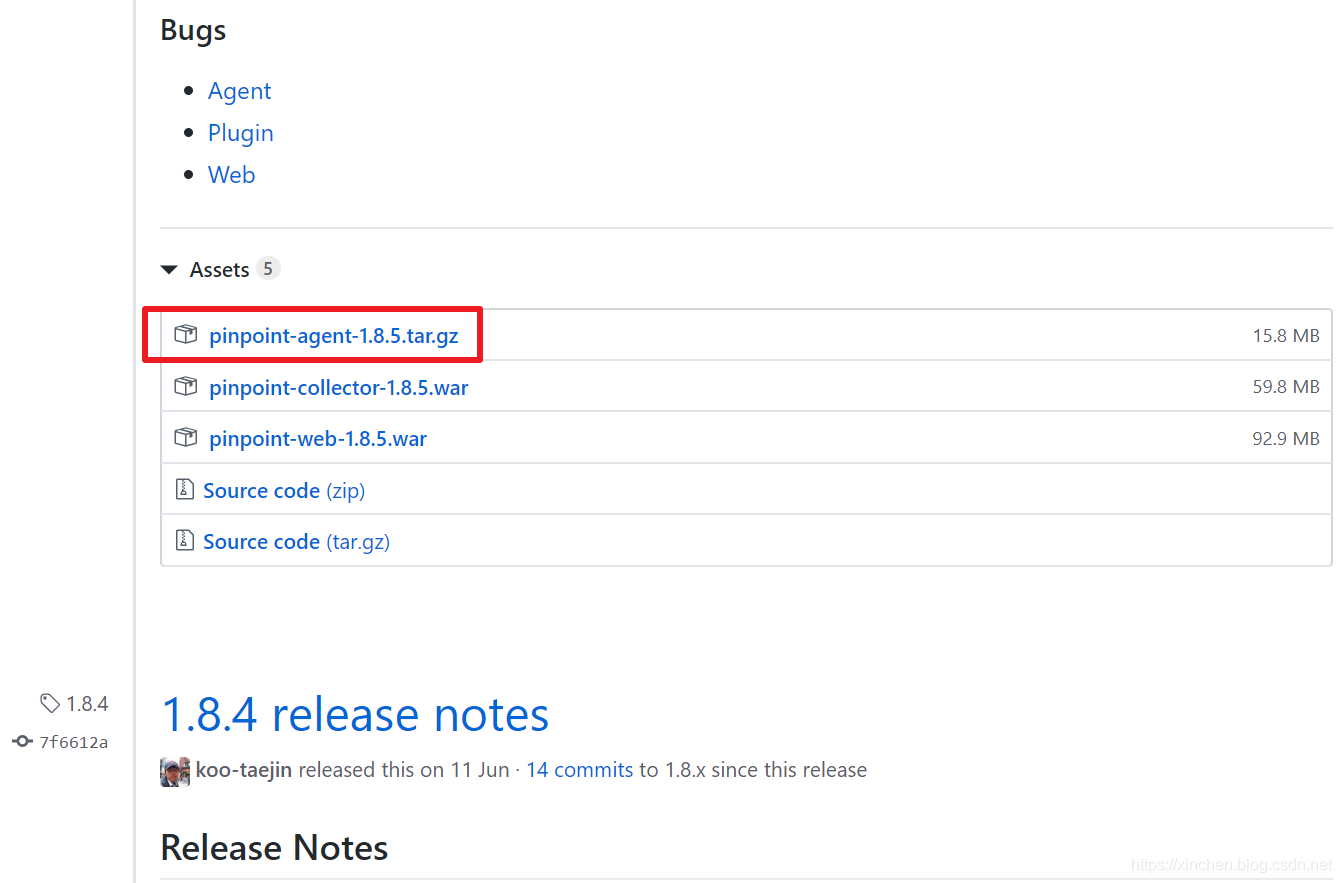 Bugs
Agent
Plugin
Web
Assets 5
pinpoint-agent-1.8.5.tar.gz 15.8 MB
pinpoint-collector-1.8.5.war 59.8 MB
pinpoint-web-1.8.5.war 92.9 MB
Source code (zip)
Source code (tar.gz)
1.8.4
7f6612a
1.8.4 release notes
koo-taejin released this on 11 Jun · 14 commits to 1.8.x since this release
Release Notes
https://xinchen.blog.csdn.net